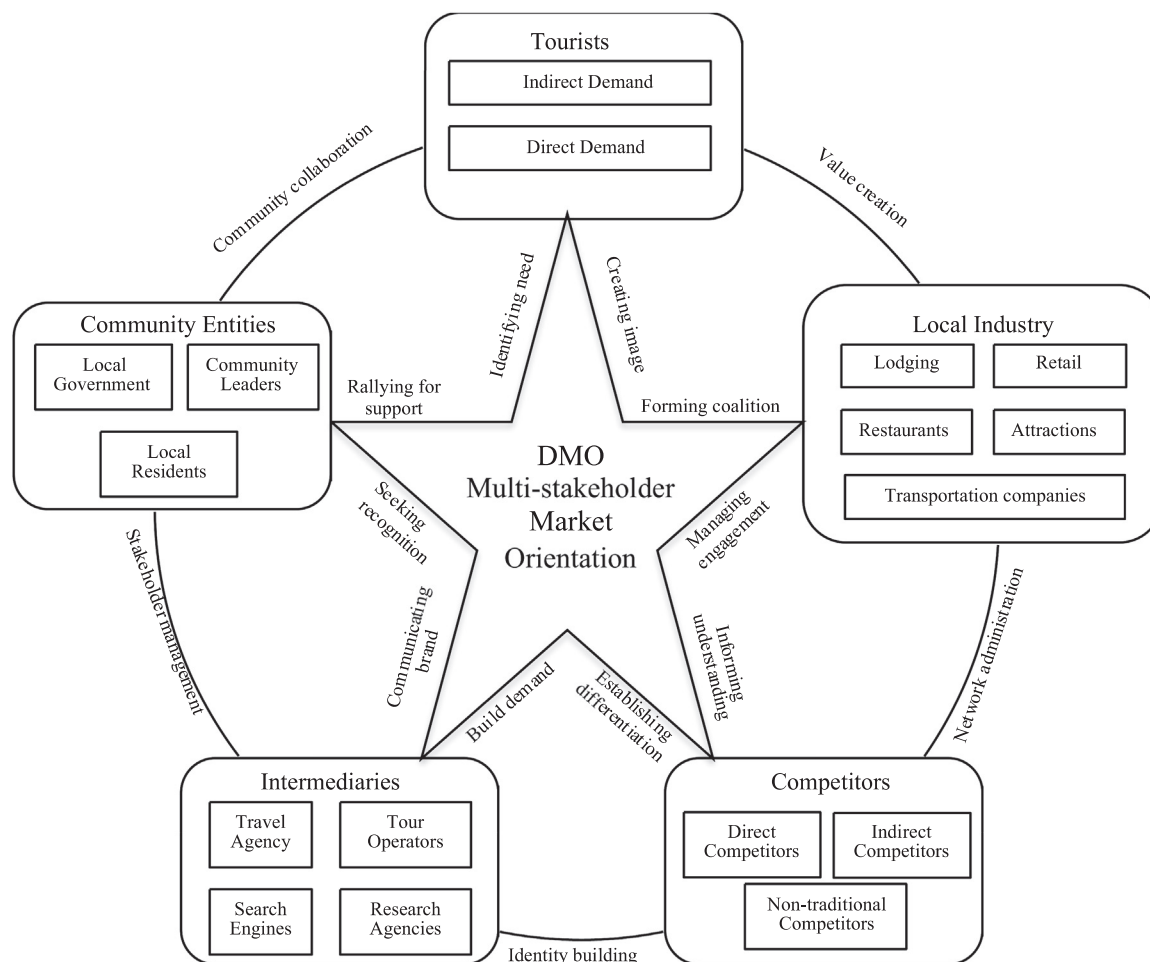 Tourists
Indirect Demand
Direct Demand
Community collaboration
Value creation
Identifying need
Creating image
Community Entities
Local
Government
Community
Leaders
Local
Residents
Local Industry
Lodging
Retail
Restaurants
Attractions
Transportation companies
Rallying for
support
Forming coalition
DMO
Multi-stakeholder
Market
Orientation
Seeking
recognition
Managing
engagement
Stakeholder management
Communicating
brand
Informing
understanding
Network administration
Build demand
Establishing
differentiation
Intermediaries
Travel
Agency
Tour
Operators
Search
Engines
Research
Agencies
Competitors
Direct
Competitors
Indirect
Competitors
Non-traditional
Competitors
Identity building